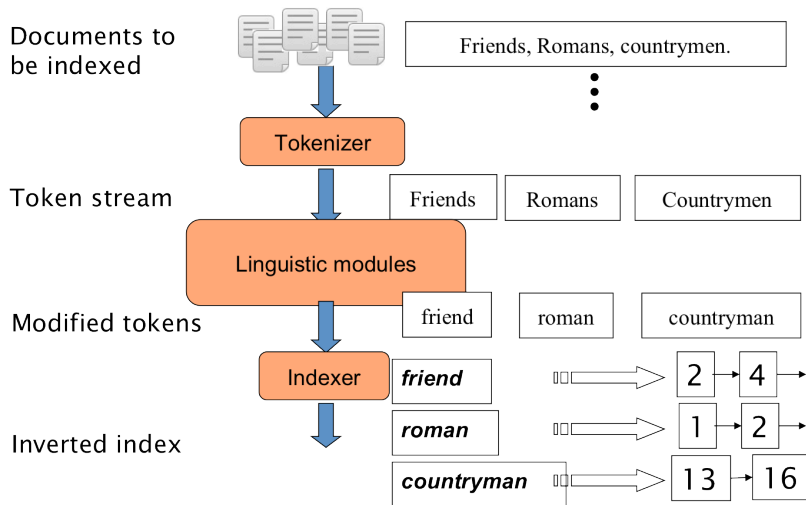 Documents to
be indexed
Friends, Romans, countrymen.
Tokenizer
Token stream
Friends Romans Countrymen
Linguistic modules
Modified tokens
friend roman countryman
Indexer
friend 2 4
roman 1 2
Inverted index
countryman 13 16